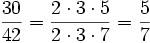 30/42 = 2 · 3 · 5/2 · 3 · 7 = 5/7